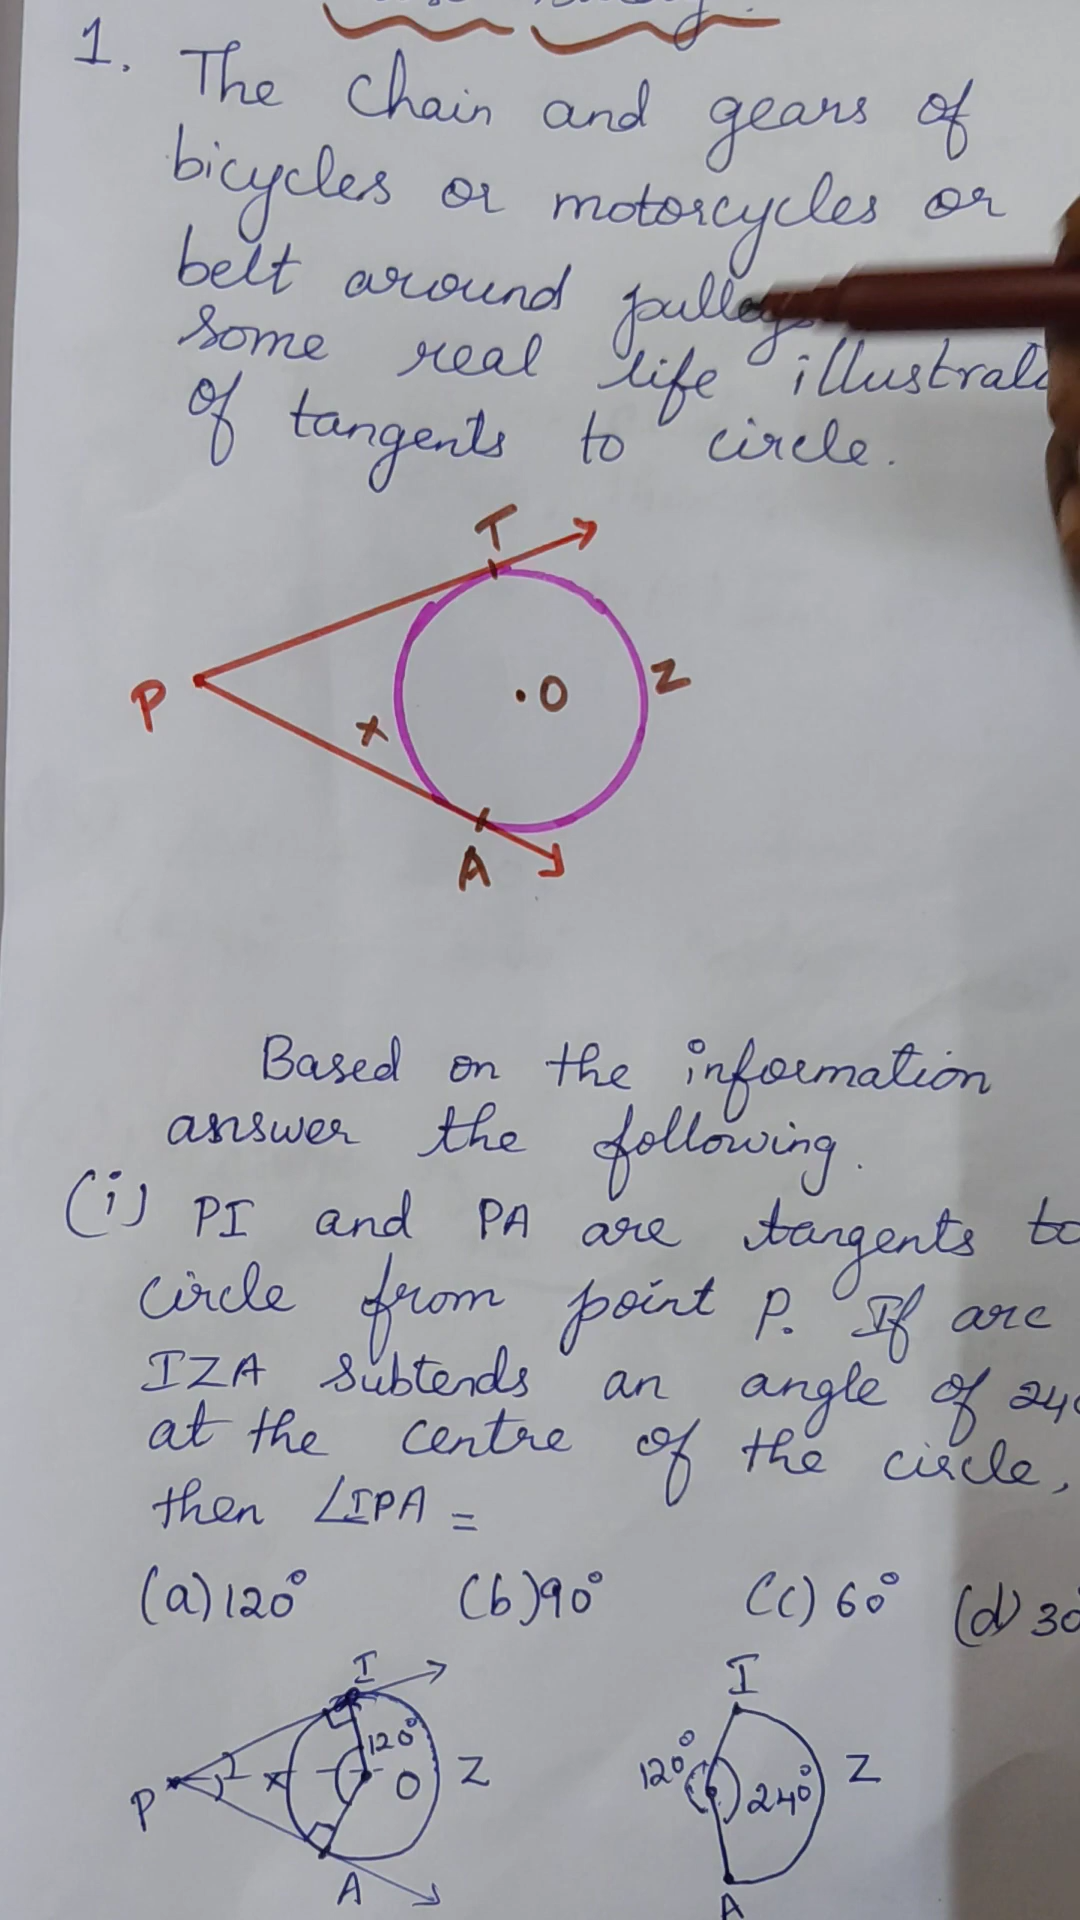 1. The chain and gears of
bicycles or motorcycles or
belt around pulleys
some real life
of tangents to circle.
T
P
X
.O
Z
A
Based on the information
answer the following.
(i) PI and PA are tangents to
circle from point P. If arc
IZA subtends an angle of
at the centre of the circle,
then ∠IPA =
(a) 120° (b) 90° (c) 60° (d) 30
I
120°
P
X
O
Z
A
I
120°
240°
Z
A